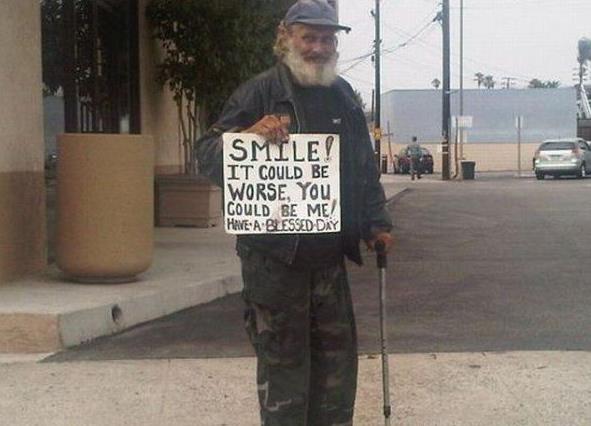 SMILE!
IT COULD BE
WORSE, YOU
COULD BE ME!
HAVE·A·BLESSED·DAY